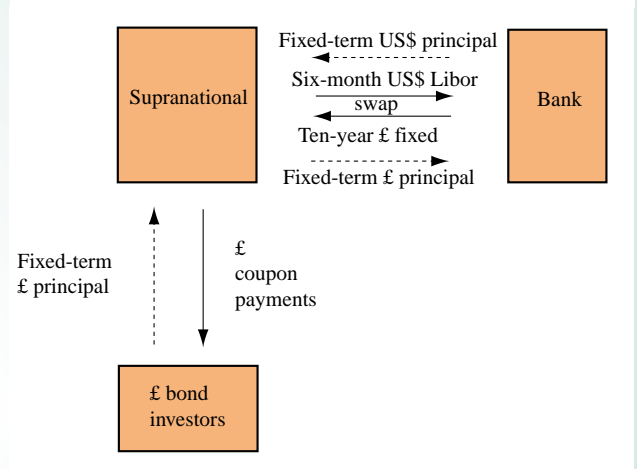 Fixed-term US$ principal
Supranational
Six-month US$ Libor
swap
Bank
Ten-year £ fixed
Fixed-term £ principal
Fixed-term
£ principal
£
coupon
payments
£ bond
investors